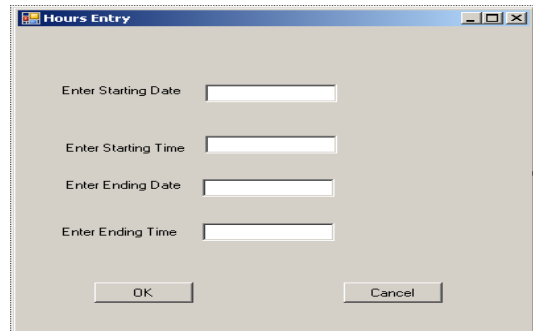 Hours Entry
Enter Starting Date
Enter Starting Time
Enter Ending Date
Enter Ending Time
OK Cancel